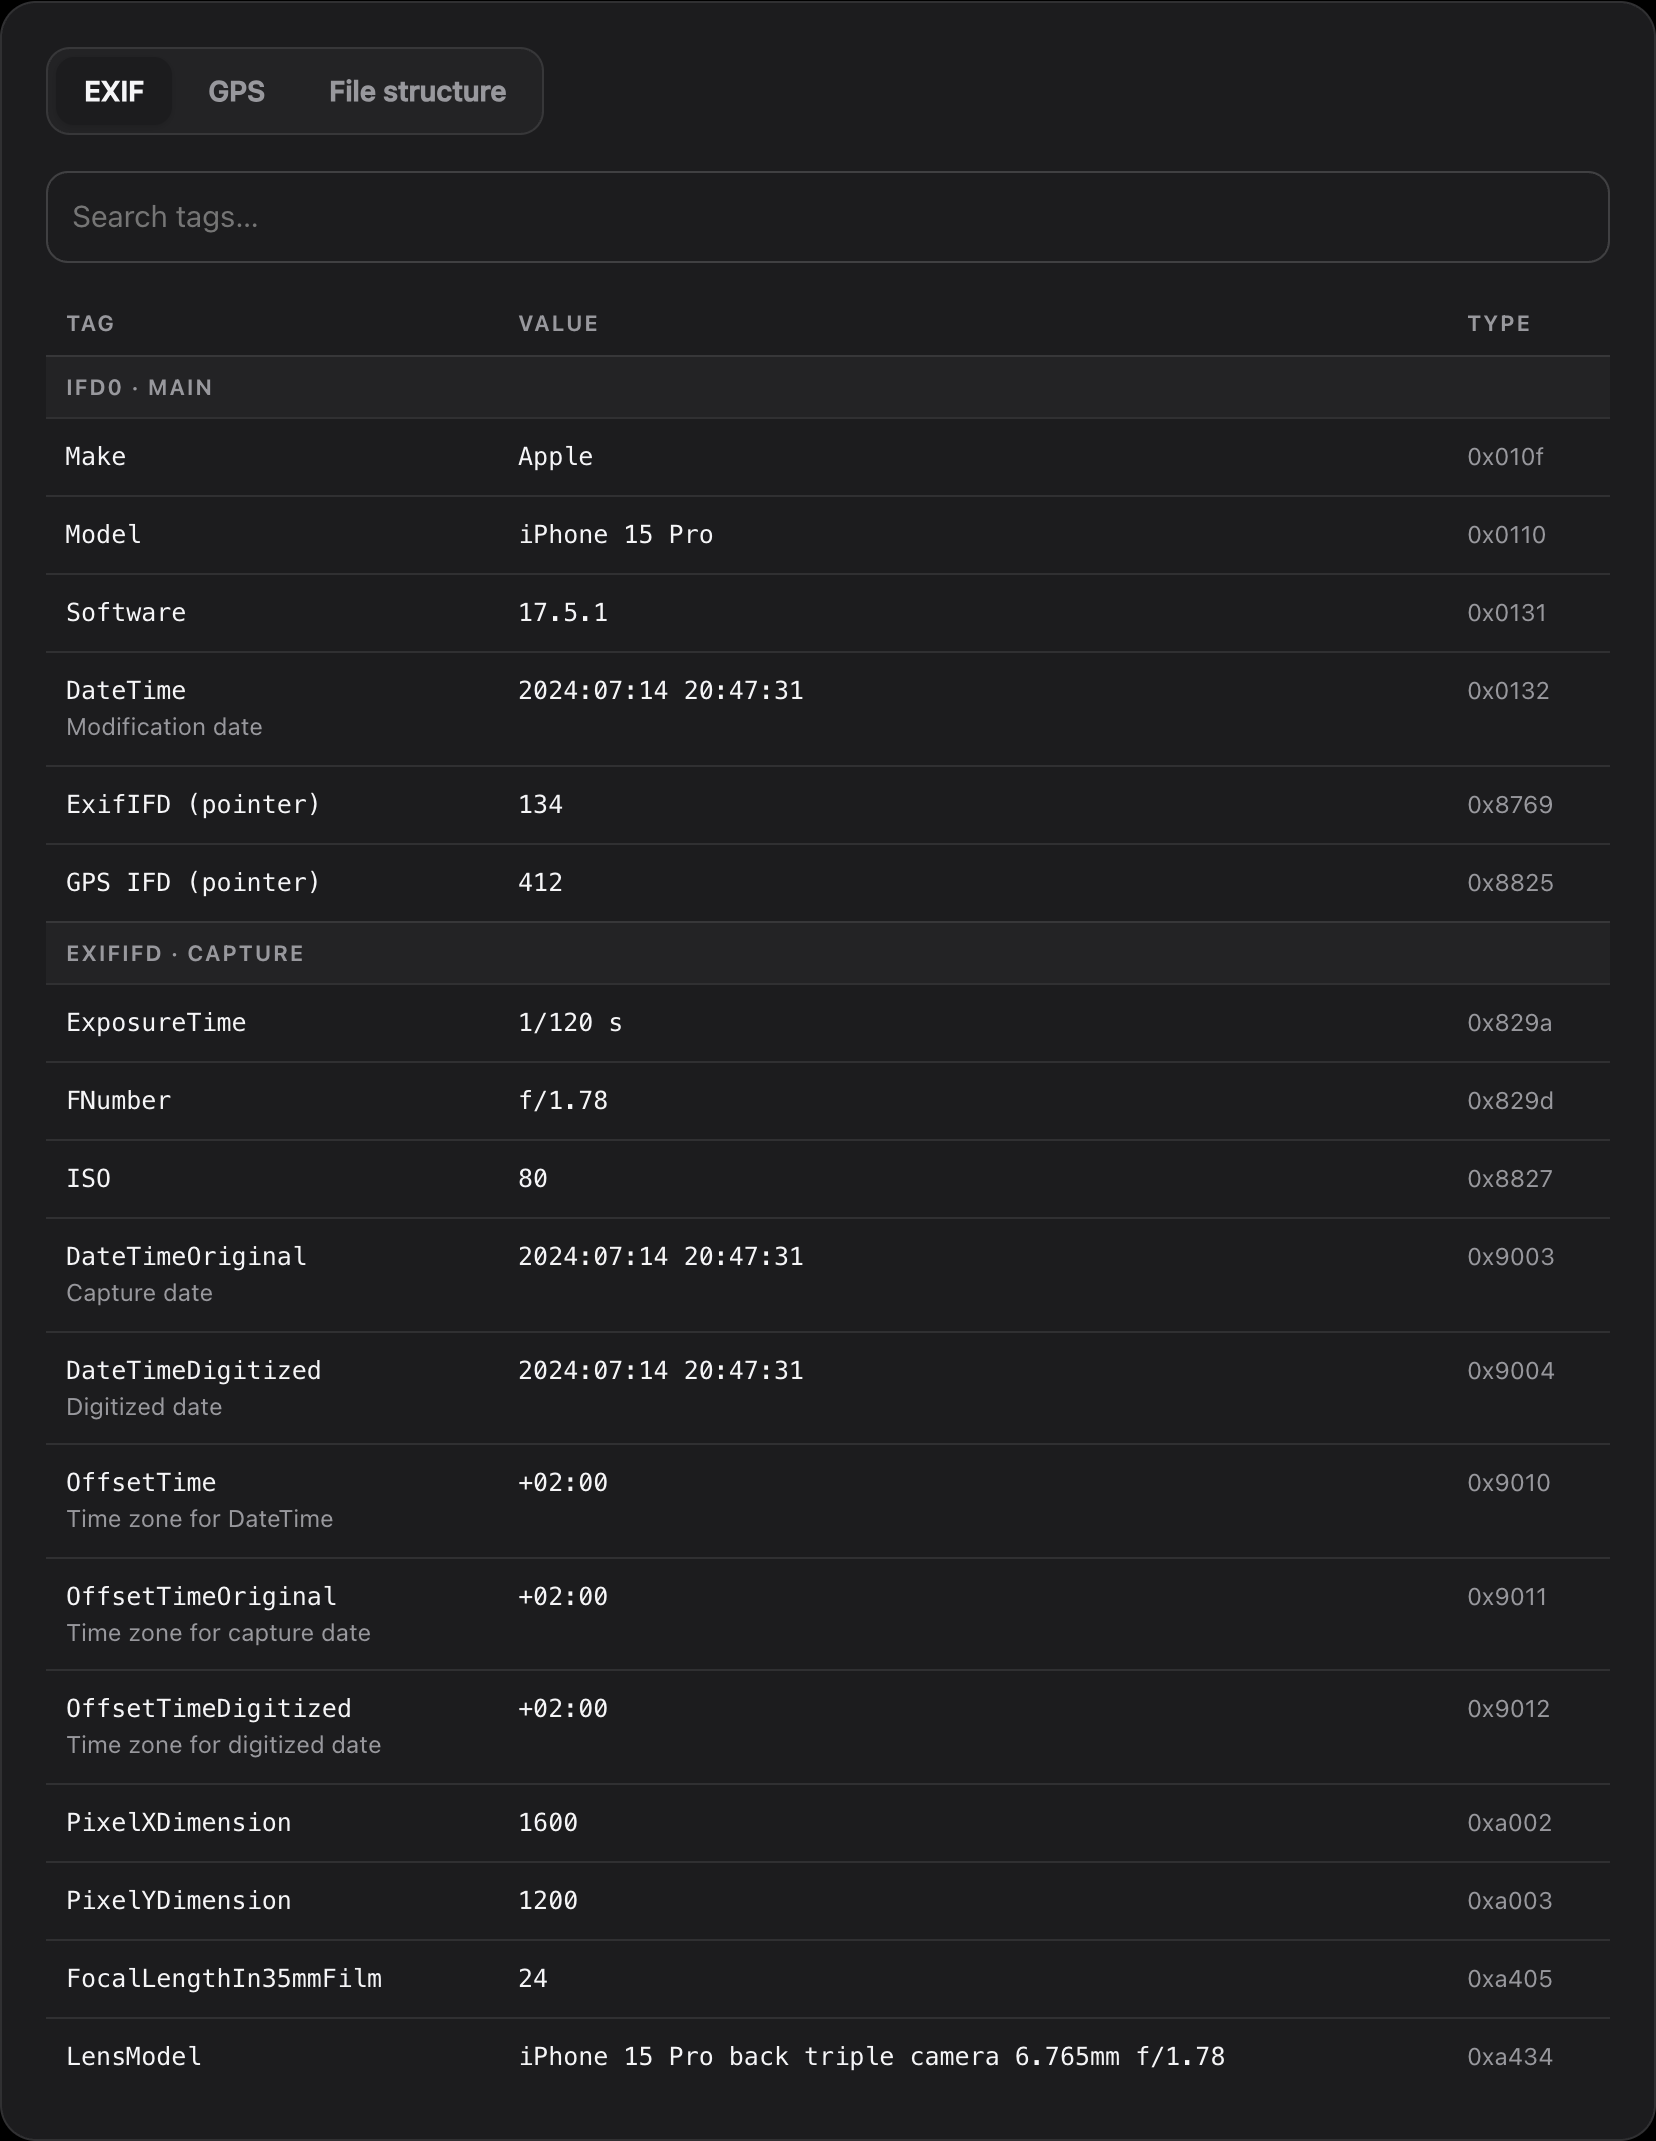 EXIF GPS File structure
Search tags...
TAG VALUE TYPE
IFD0 · MAIN
Make Apple 0x010f
Model iPhone 15 Pro 0x0110
Software 17.5.1 0x0131
DateTime 2024:07:14 20:47:31 0x0132
Modification date
ExifIFD (pointer) 134 0x8769
GPS IFD (pointer) 412 0x8825
EXIFIFD · CAPTURE
ExposureTime 1/120 s 0x829a
FNumber f/1.78 0x829d
ISO 80 0x8827
DateTimeOriginal 2024:07:14 20:47:31 0x9003
Capture date
DateTimeDigitized 2024:07:14 20:47:31 0x9004
Digitized date
OffsetTime +02:00 0x9010
Time zone for DateTime
OffsetTimeOriginal +02:00 0x9011
Time zone for capture date
OffsetTimeDigitized +02:00 0x9012
Time zone for digitized date
PixelXDimension 1600 0xa002
PixelYDimension 1200 0xa003
FocalLengthIn35mmFilm 24 0xa405
LensModel iPhone 15 Pro back triple camera 6.765mm f/1.78 0xa434